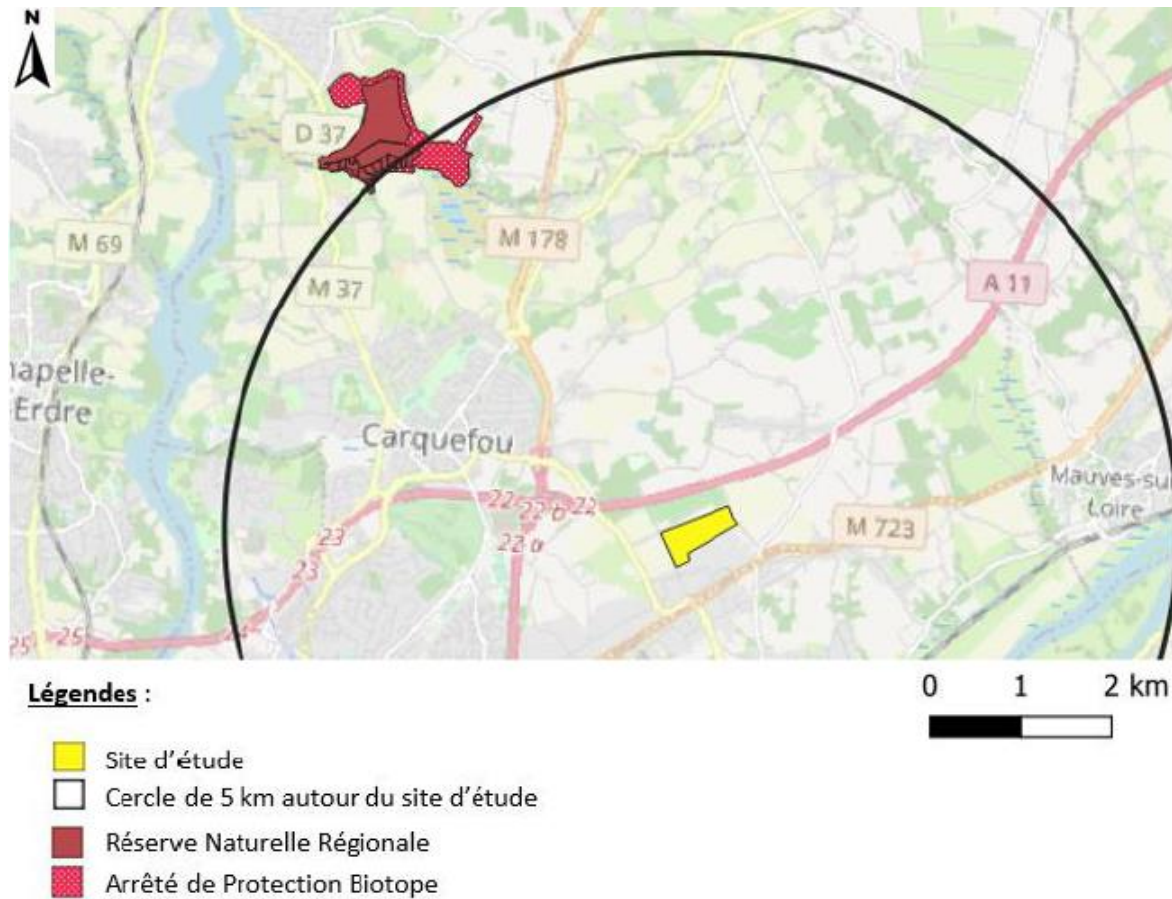 N
D 37
M 69
M 178
M 37
A 11
hapelle-
Erdre
Carquefou
Mauves-sur
Loire
22
22 b
22
22 a
23
23
M 723
24
25
25
Légendes :
0 1 2 km
Site d'étude
Cercle de 5 km autour du site d'étude
Réserve Naturelle Régionale
Arrêté de Protection Biotope